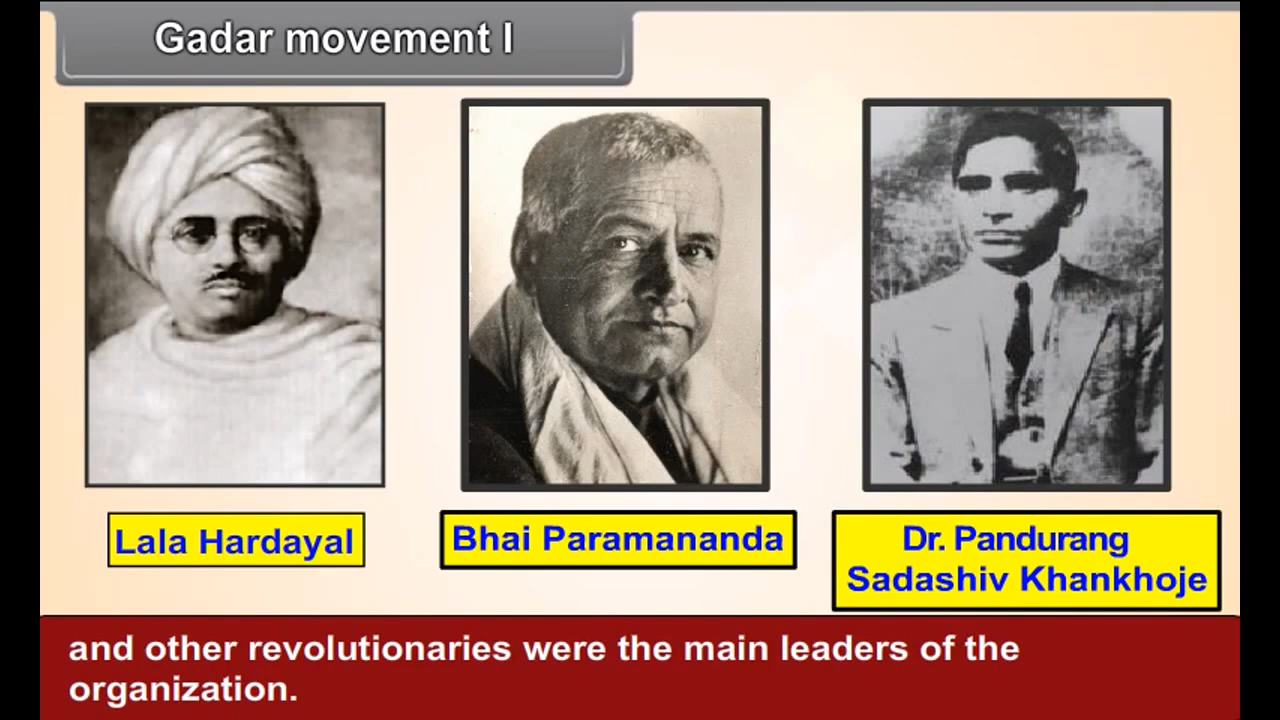 Gadar movement I
Lala Hardayal
Bhai Paramananda
Dr. Pandurang
Sadashiv Khankhoje
and other revolutionaries were the main leaders of the
organization.